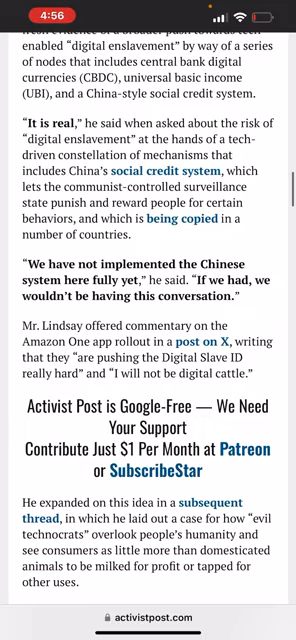 4:56
fresh evidence of a broader push towards tech-
enabled “digital enslavement” by way of a series
of nodes that includes central bank digital
currencies (CBDC), universal basic income
(UBI), and a China-style social credit system.
“It is real,” he said when asked about the risk of
“digital enslavement” at the hands of a tech-
driven constellation of mechanisms that
includes China’s social credit system, which
lets the communist-controlled surveillance
state punish and reward people for certain
behaviors, and which is being copied in a
number of countries.
“We have not implemented the Chinese
system here fully yet,” he said. “If we had, we
wouldn’t be having this conversation.”
Mr. Lindsay offered commentary on the
Amazon One app rollout in a post on X, writing
that they “are pushing the Digital Slave ID
really hard” and “I will not be digital cattle.”
Activist Post is Google-Free — We Need
Your Support
Contribute Just $1 Per Month at Patreon
or SubscribeStar
He expanded on this idea in a subsequent
thread, in which he laid out a case for how “evil
technocrats” overlook people’s humanity and
see consumers as little more than domesticated
animals to be milked for profit or tapped for
other uses.
activistpost.com